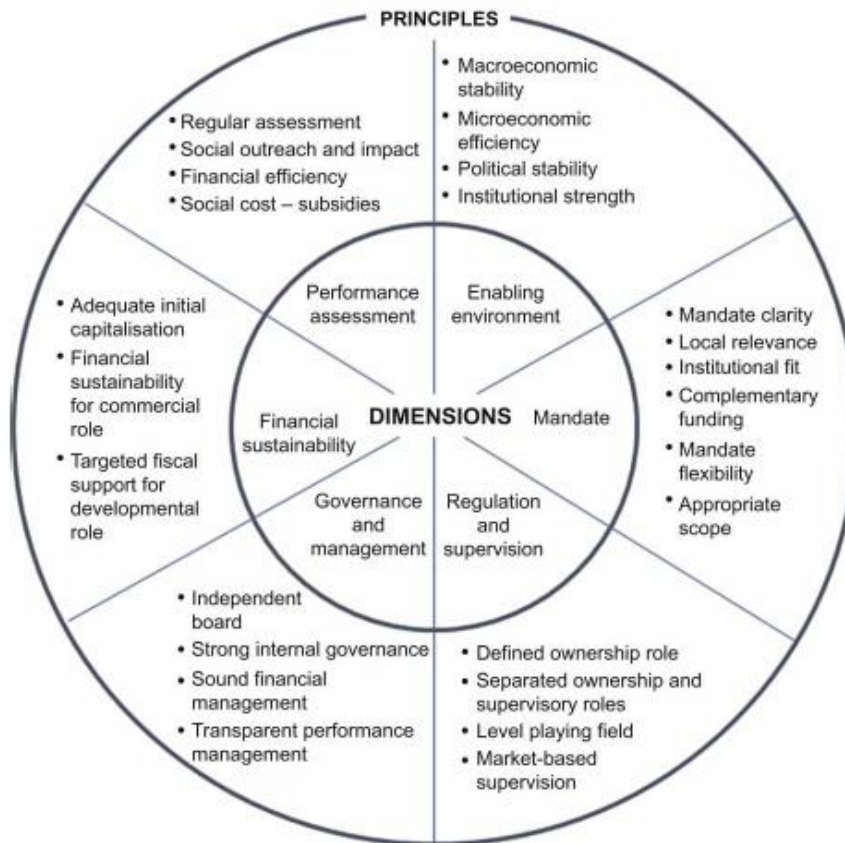 PRINCIPLES
• Regular assessment
• Social outreach and impact
• Financial efficiency
• Social cost – subsidies
• Macroeconomic
stability
• Microeconomic
efficiency
• Political stability
• Institutional strength
Performance
assessment
Enabling
environment
• Adequate initial
capitalisation
• Financial
sustainability
for commercial
role
• Targeted fiscal
support for
developmental
role
Financial
sustainability
DIMENSIONS
Mandate
• Mandate clarity
• Local relevance
• Institutional fit
• Complementary
funding
• Mandate
flexibility
• Appropriate
scope
Governance
and
management
Regulation
and
supervision
• Independent
board
• Strong internal governance
• Sound financial
management
• Transparent performance
management
• Defined ownership role
• Separated ownership and
supervisory roles
• Level playing field
• Market-based
supervision